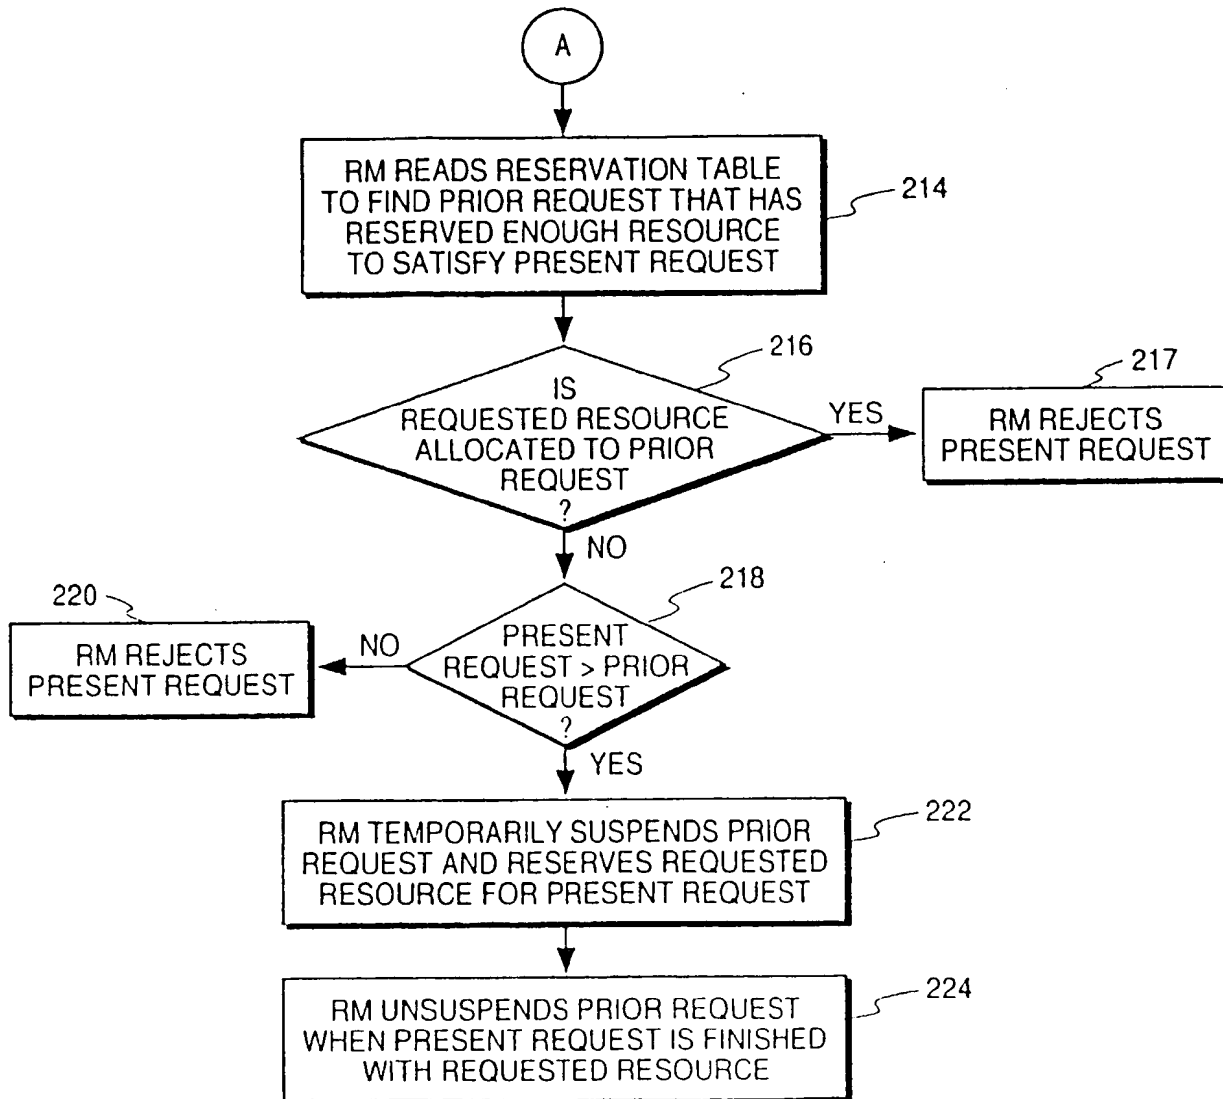 A
RM READS RESERVATION TABLE
TO FIND PRIOR REQUEST THAT HAS
RESERVED ENOUGH RESOURCE
TO SATISFY PRESENT REQUEST
214
216
IS
REQUESTED RESOURCE
ALLOCATED TO PRIOR
REQUEST
?
YES
217
RM REJECTS
PRESENT REQUEST
NO
218
PRESENT
REQUEST > PRIOR
REQUEST
?
NO
220
RM REJECTS
PRESENT REQUEST
YES
RM TEMPORARILY SUSPENDS PRIOR
REQUEST AND RESERVES REQUESTED
RESOURCE FOR PRESENT REQUEST
222
RM UNSUSPENDS PRIOR REQUEST
WHEN PRESENT REQUEST IS FINISHED
WITH REQUESTED RESOURCE
224